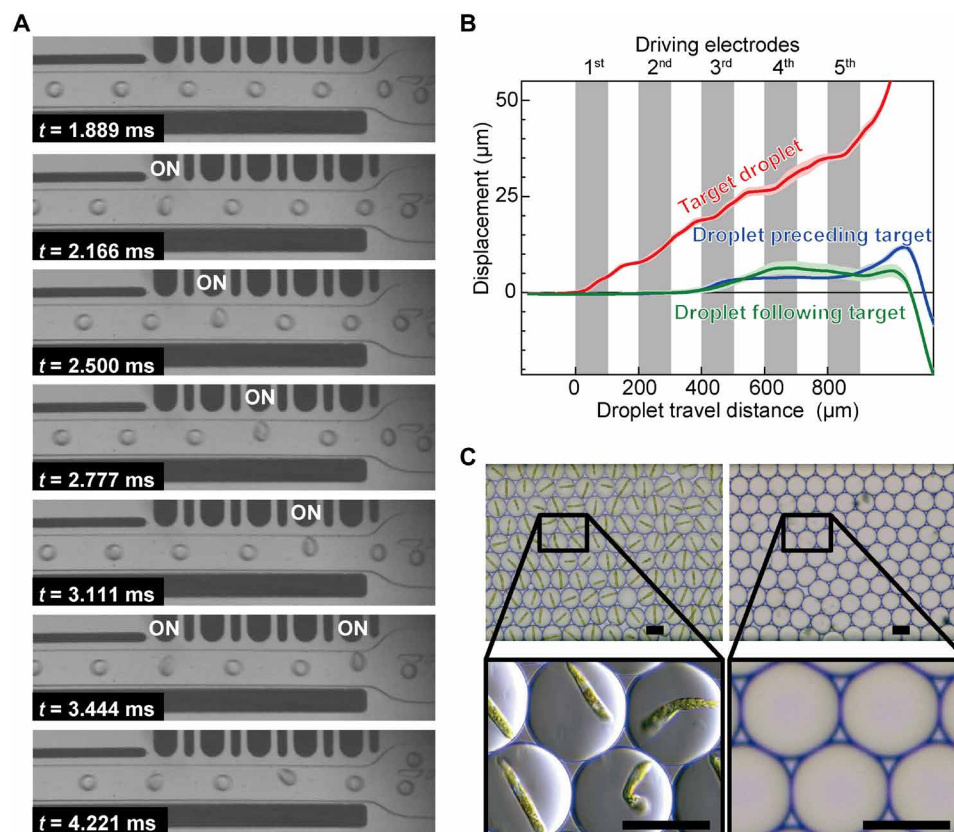 A
t = 1.889 ms
ON
t = 2.166 ms
ON
t = 2.500 ms
ON
t = 2.777 ms
ON
t = 3.111 ms
ON ON
t = 3.444 ms
t = 4.221 ms
B
Driving electrodes
1st 2nd 3rd 4th 5th
Displacement (μm)
50
25
0
Target droplet
Droplet preceding target
Droplet following target
0 200 400 600 800
Droplet travel distance (μm)
C